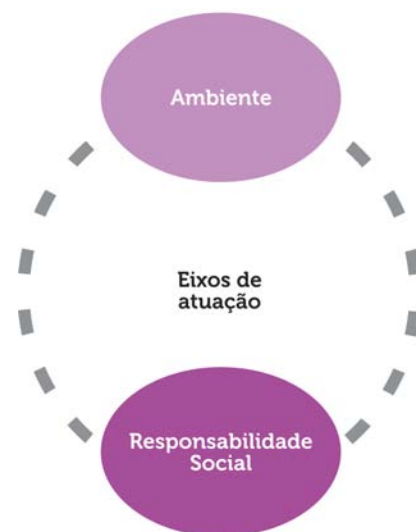 Ambiente
Eixos de
atuação
Responsabilidade
Social